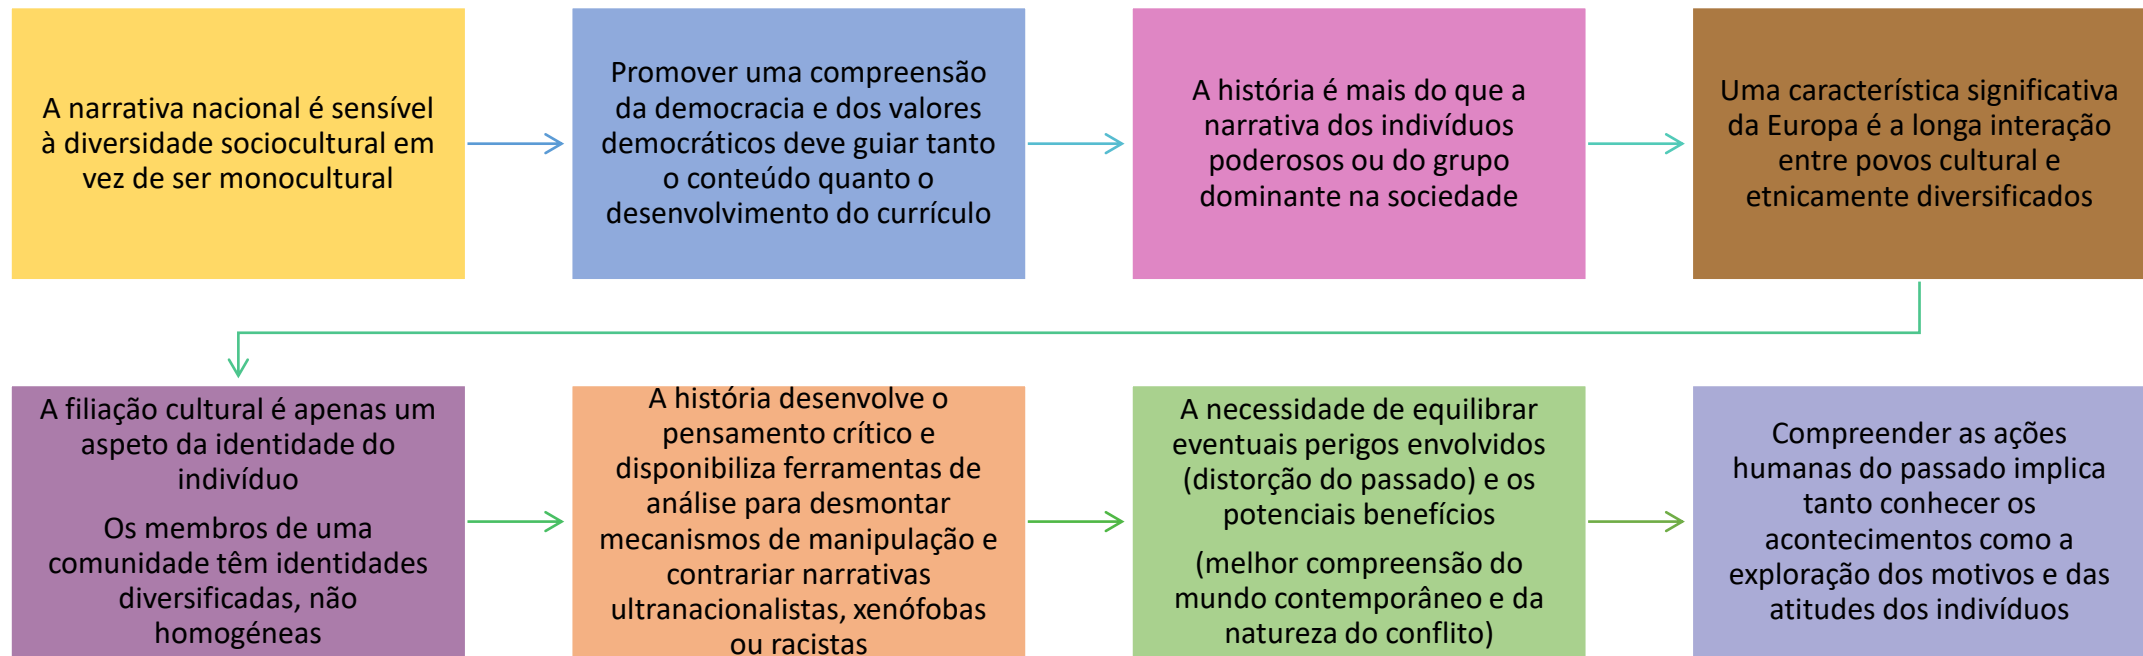 A narrativa nacional é sensível
à diversidade sociocultural em
vez de ser monocultural
Promover uma compreensão
da democracia e dos valores
democráticos deve guiar tanto
o conteúdo quanto o
desenvolvimento do currículo
A história é mais do que a
narrativa dos indivíduos
poderosos ou do grupo
dominante na sociedade
Uma característica significativa
da Europa é a longa interação
entre povos cultural e
etnicamente diversificados
A filiação cultural é apenas um
aspeto da identidade do
indivíduo
Os membros de uma
comunidade têm identidades
diversificadas, não
homogéneas
A história desenvolve o
pensamento crítico e
disponibiliza ferramentas de
análise para desmontar
mecanismos de manipulação e
contrariar narrativas
ultranacionalistas, xenófobas
ou racistas
A necessidade de equilibrar
eventuais perigos envolvidos
(distorção do passado) e os
potenciais benefícios
(melhor compreensão do
mundo contemporâneo e da
natureza do conflito)
Compreender as ações
humanas do passado implica
tanto conhecer os
acontecimentos como a
exploração dos motivos e das
atitudes dos indivíduos